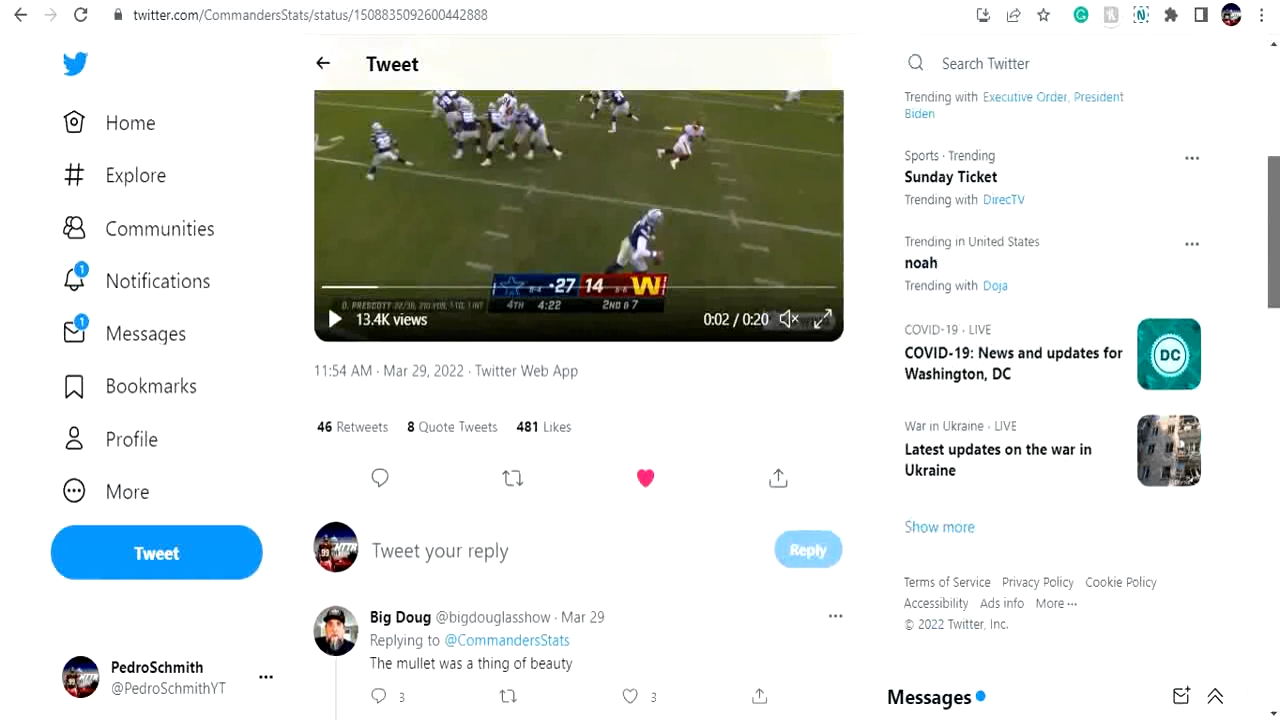 twitter.com/CommandersStats/status/1508835092600442888
Home
Explore
Communities
1
Notifications
1
Messages
Bookmarks
Profile
More
Tweet
PedroSchmith
@PedroSchmithYT
Tweet
27 14 W
4TH 4:22 2ND & 7
13.4K views
0:02 / 0:20
11:54 AM · Mar 29, 2022 · Twitter Web App
46 Retweets 8 Quote Tweets 481 Likes
Tweet your reply
Reply
Big Doug @bigdouglasshow · Mar 29
Replying to @CommandersStats
The mullet was a thing of beauty
3 3
Search Twitter
Trending with Executive Order, President
Biden
Sports · Trending
Sunday Ticket
Trending with DirecTV
Trending in United States
noah
Trending with Doja
COVID-19 · LIVE
COVID-19: News and updates for
Washington, DC
DC
War in Ukraine · LIVE
Latest updates on the war in
Ukraine
Show more
Terms of Service Privacy Policy Cookie Policy
Accessibility Ads info More ···
© 2022 Twitter, Inc.
Messages